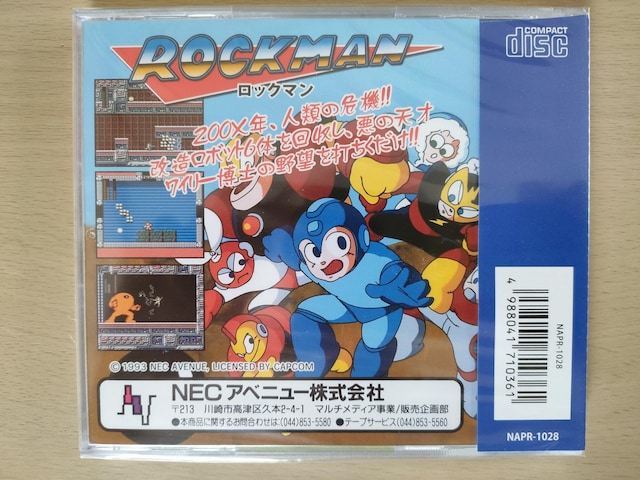 ROCKMAN
ロックマン
COMPACT
disc
200X年、人類の危機!!
改造ロボット6体を回収し、悪の天才
ワイリー博士の野望を打ちくだけ!!
© 1993 NEC AVENUE, LICENSED BY CAPCOM
NEC アベニュー株式会社
〒213 川崎市高津区久本2-4-1 マルチメディア事業/販売企画部
●本商品に関するお問合わせは:(044)853-5580 ●テープサービス:(044)853-5560
4 988041 710361
NAPR-1028
NAPR-1028